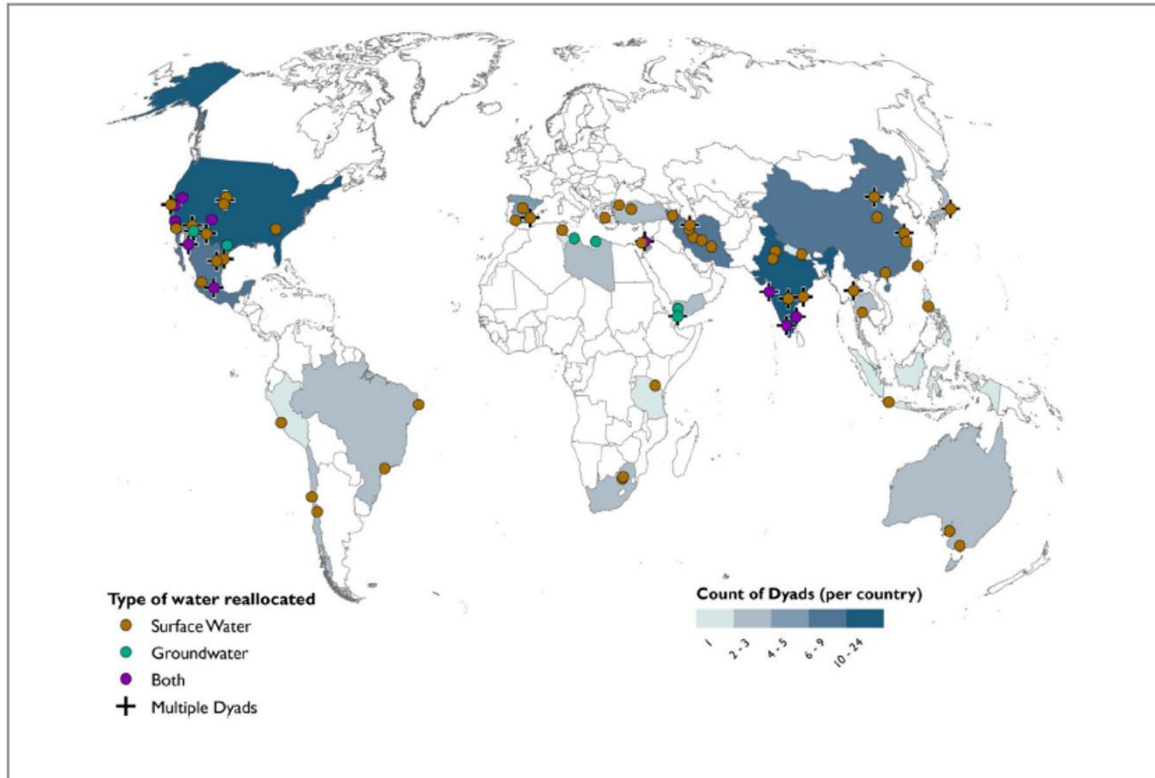 Type of water reallocated
Surface Water
Groundwater
Both
Multiple Dyads
Count of Dyads (per country)
1
2 - 3
4 - 5
6 - 9
10 - 24